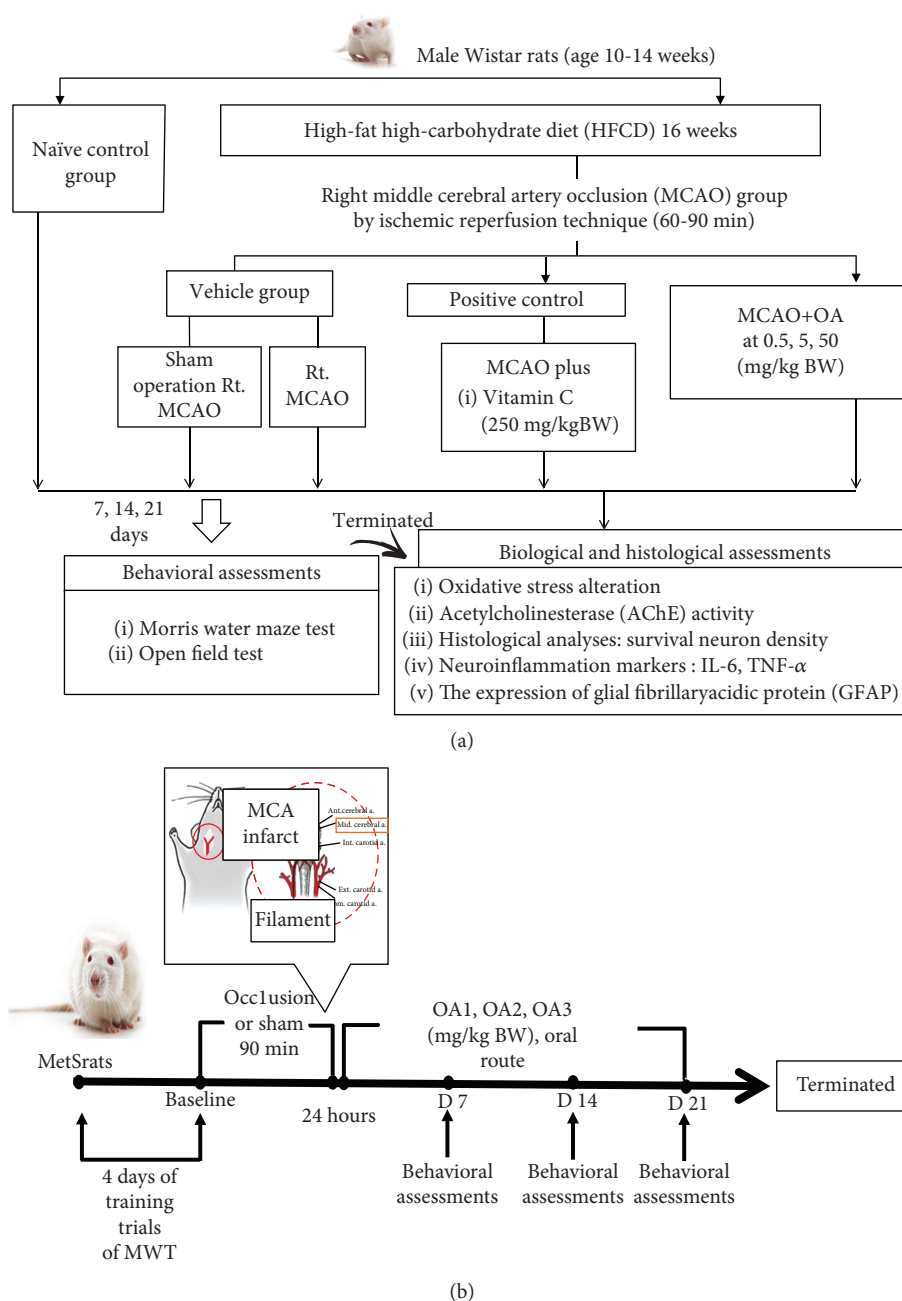 Male Wistar rats (age 10-14 weeks)
Naïve control
group
High-fat high-carbohydrate diet (HFCD) 16 weeks
Right middle cerebral artery occlusion (MCAO) group
by ischemic reperfusion technique (60-90 min)
Vehicle group
Positive control
MCAO+OA
at 0.5, 5, 50
(mg/kg BW)
Sham
operation Rt.
MCAO
Rt.
MCAO
MCAO plus
(i) Vitamin C
(250 mg/kgBW)
7, 14, 21
days
Terminated
Behavioral assessments
(i) Morris water maze test
(ii) Open field test
Biological and histological assessments
(i) Oxidative stress alteration
(ii) Acetylcholinesterase (AChE) activity
(iii) Histological analyses: survival neuron density
(iv) Neuroinflammation markers : IL-6, TNF-α
(v) The expression of glial fibrillaryacidic protein (GFAP)
(a)
MCA
infarct
Ant.cerebral a.
Mid. cerebral a.
Int. carotid a.
Ext. carotid a.
om. carotid a.
Filament
Occ1usion
or sham
90 min
OA1, OA2, OA3
(mg/kg BW), oral
route
MetSrats
Baseline
24 hours
D 7
D 14
D 21
Terminated
4 days of
training
trials
of MWT
Behavioral
assessments
Behavioral
assessments
Behavioral
assessments
(b)